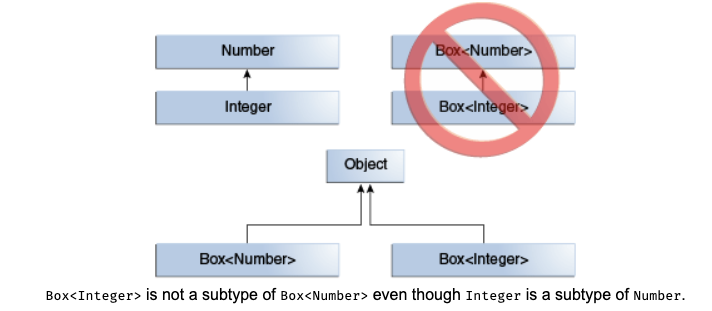 Number
Box<Number>
Integer
Box<Integer>
Object
Box<Number>
Box<Integer>
Box<Integer> is not a subtype of Box<Number> even though Integer is a subtype of Number.